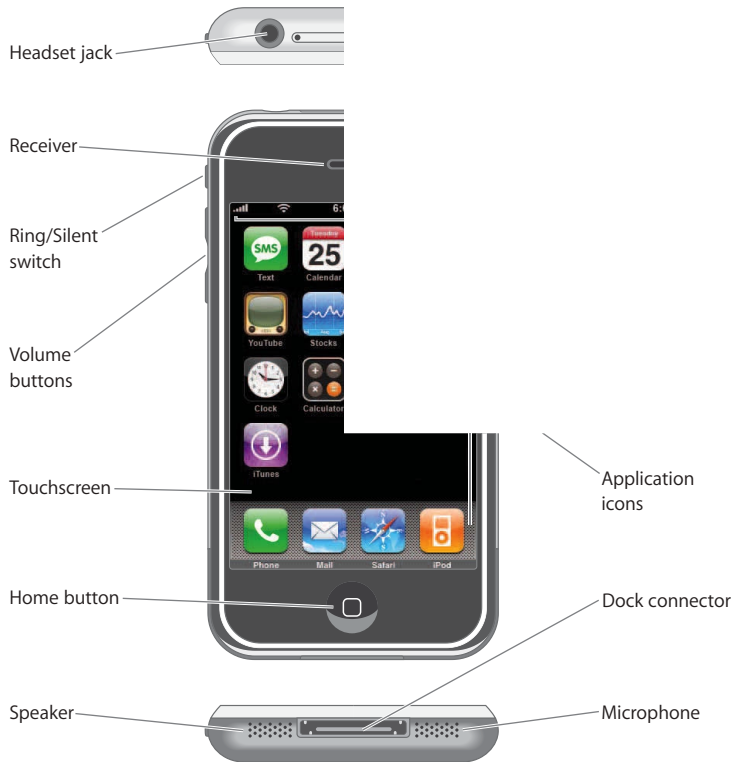 Headset jack
Receiver
Ring/Silent
switch
Volume
buttons
SMS
Tuesday
25
Text
Calendar
YouTube
Stocks
Clock
Calculator
iTunes
Touchscreen
Application
icons
Phone
Mail
Safari
iPod
Home button
Dock connector
Speaker
Microphone